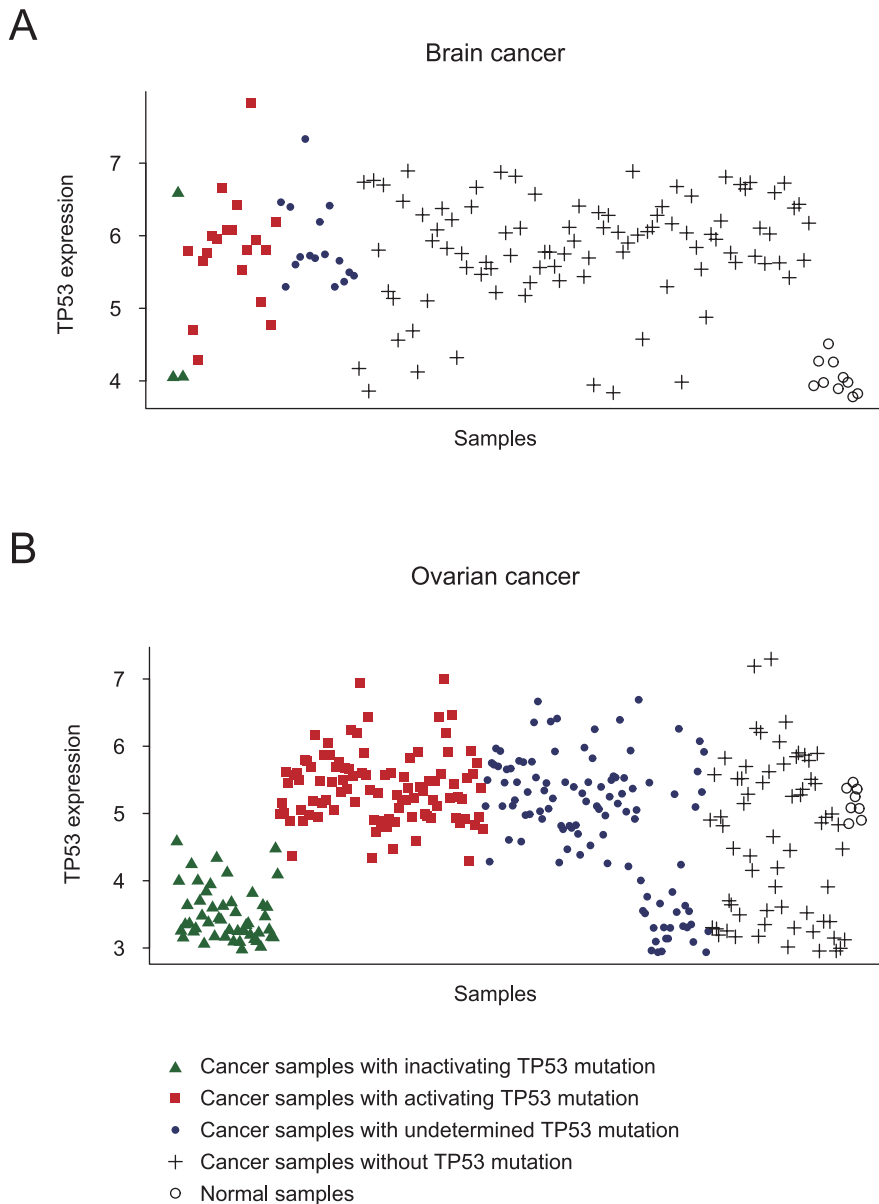 A
Brain cancer
7
6
5
4
TP53 expression
Samples
B
Ovarian cancer
7
6
5
4
3
TP53 expression
Samples
Cancer samples with inactivating TP53 mutation
Cancer samples with activating TP53 mutation
Cancer samples with undetermined TP53 mutation
Cancer samples without TP53 mutation
Normal samples